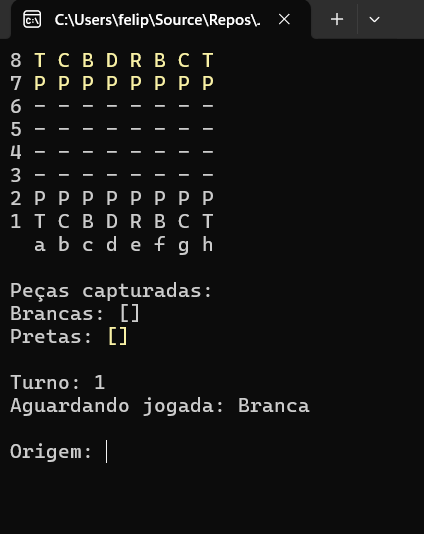 C:\Users\felip\Source\Repos\.
8 T C B D R B C T
7 P P P P P P P P
6 - - - - - - - -
5 - - - - - - - -
4 - - - - - - - -
3 - - - - - - - -
2 P P P P P P P P
1 T C B D R B C T
a b c d e f g h
Peças capturadas:
Brancas: []
Pretas: []
Turno: 1
Aguardando jogada: Branca
Origem: